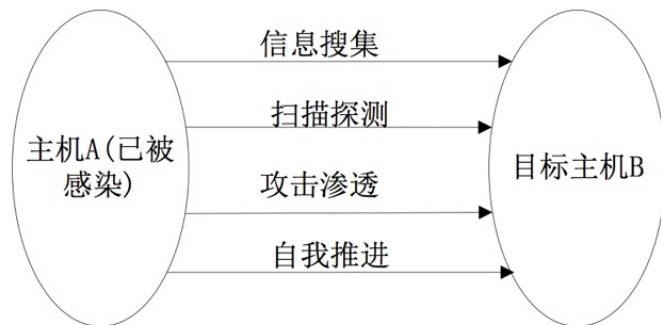 信息搜集
扫描探测
主机A(已被
感染)
目标主机B
攻击渗透
自我推进